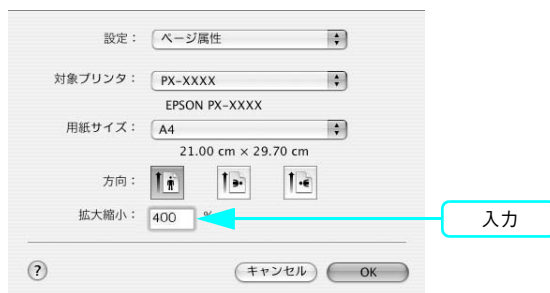 設定： ページ属性
対象プリンタ： PX-XXXX
EPSON PX-XXXX
用紙サイズ： A4
21.00 cm × 29.70 cm
方向：
拡大縮小： 400 %
入力
? キャンセル OK